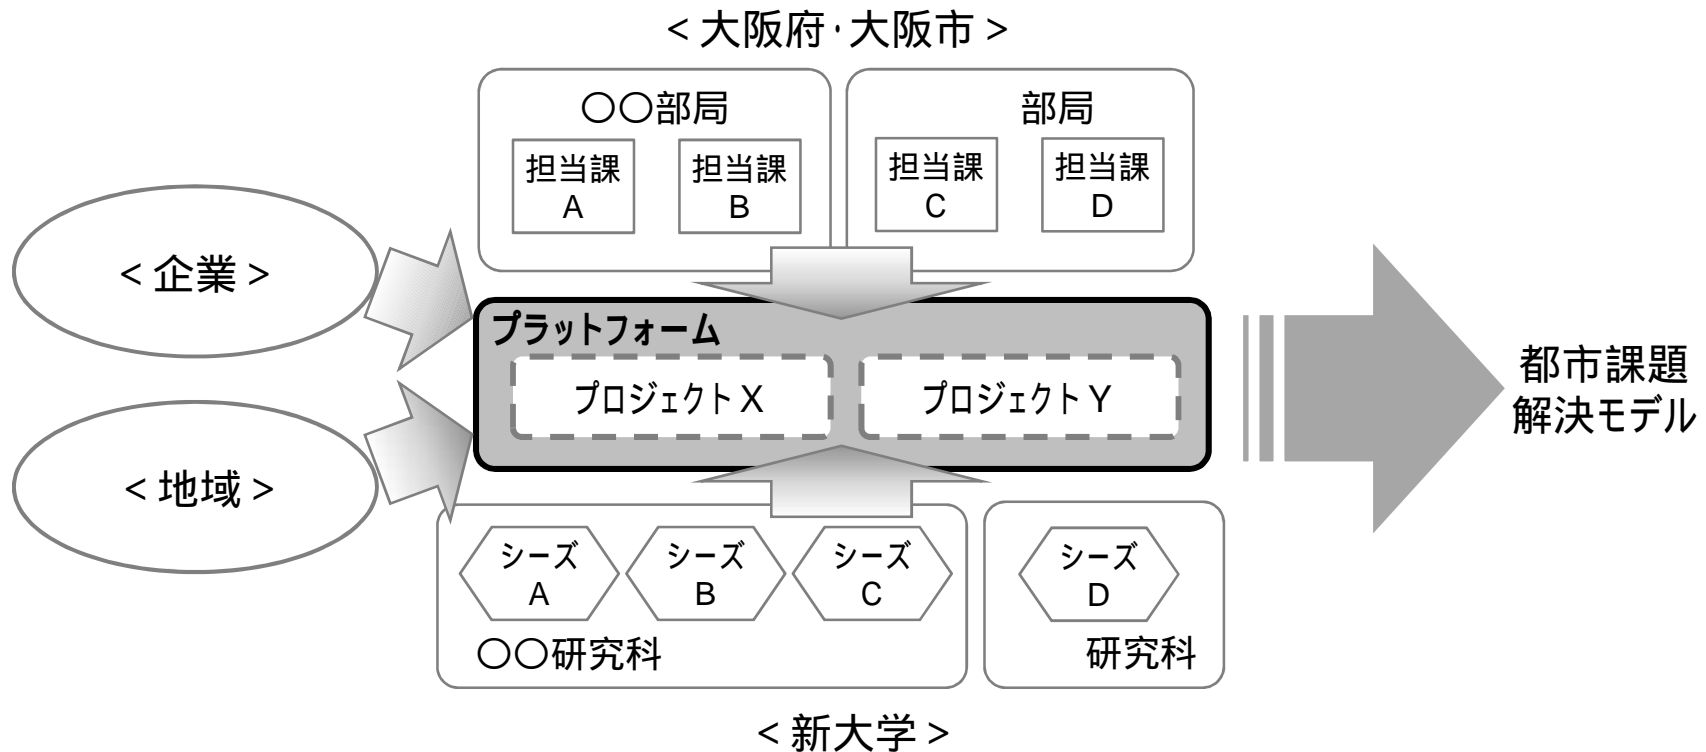 ＜大阪府・大阪市＞
〇〇部局
部局
担当課
A
担当課
B
担当課
C
担当課
D
＜企業＞
＜地域＞
プラットフォーム
プロジェクトX
プロジェクトY
都市課題
解決モデル
シーズ
A
シーズ
B
シーズ
C
シーズ
D
〇〇研究科
研究科
＜新大学＞